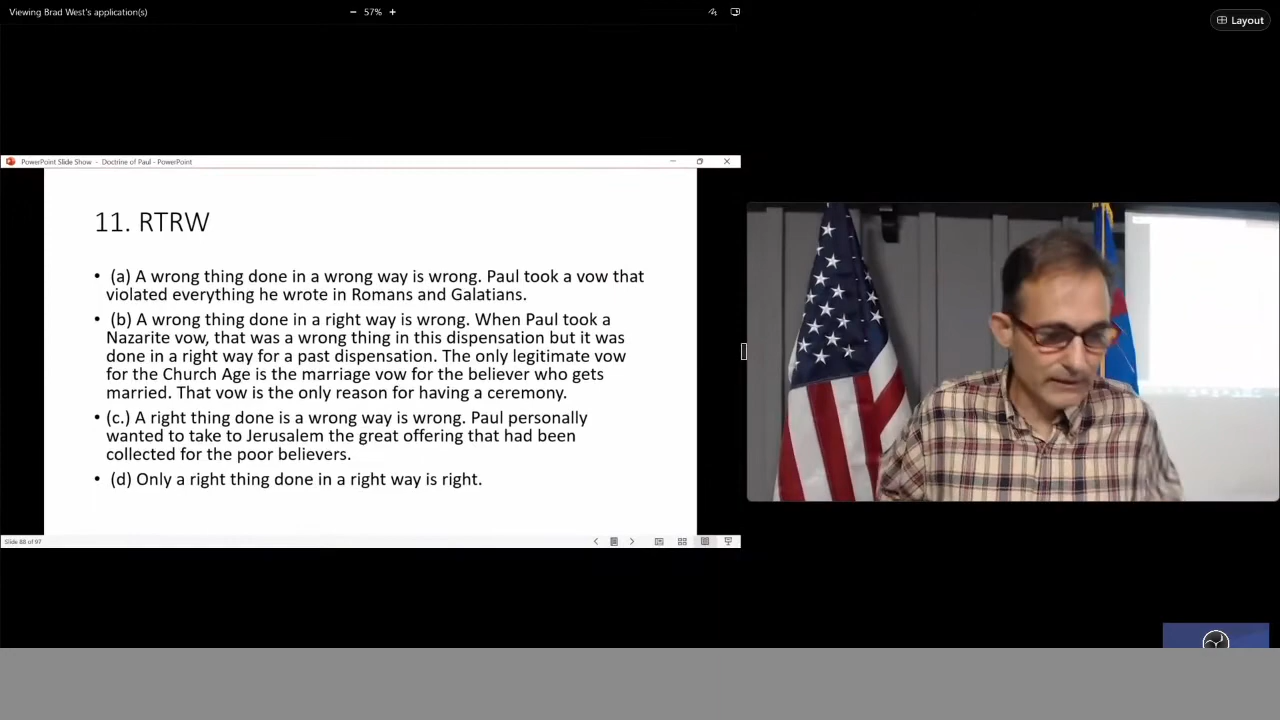 Viewing Brad West's application(s)
57%
Layout
PowerPoint Slide Show - Doctrine of Paul - PowerPoint
11. RTRW
• (a) A wrong thing done in a wrong way is wrong. Paul took a vow that
violated everything he wrote in Romans and Galatians.
• (b) A wrong thing done in a right way is wrong. When Paul took a
Nazarite vow, that was a wrong thing in this dispensation but it was
done in a right way for a past dispensation. The only legitimate vow
for the Church Age is the marriage vow for the believer who gets
married. That vow is the only reason for having a ceremony.
• (c.) A right thing done is a wrong way is wrong. Paul personally
wanted to take to Jerusalem the great offering that had been
collected for the poor believers.
• (d) Only a right thing done in a right way is right.
Slide 88 of 97